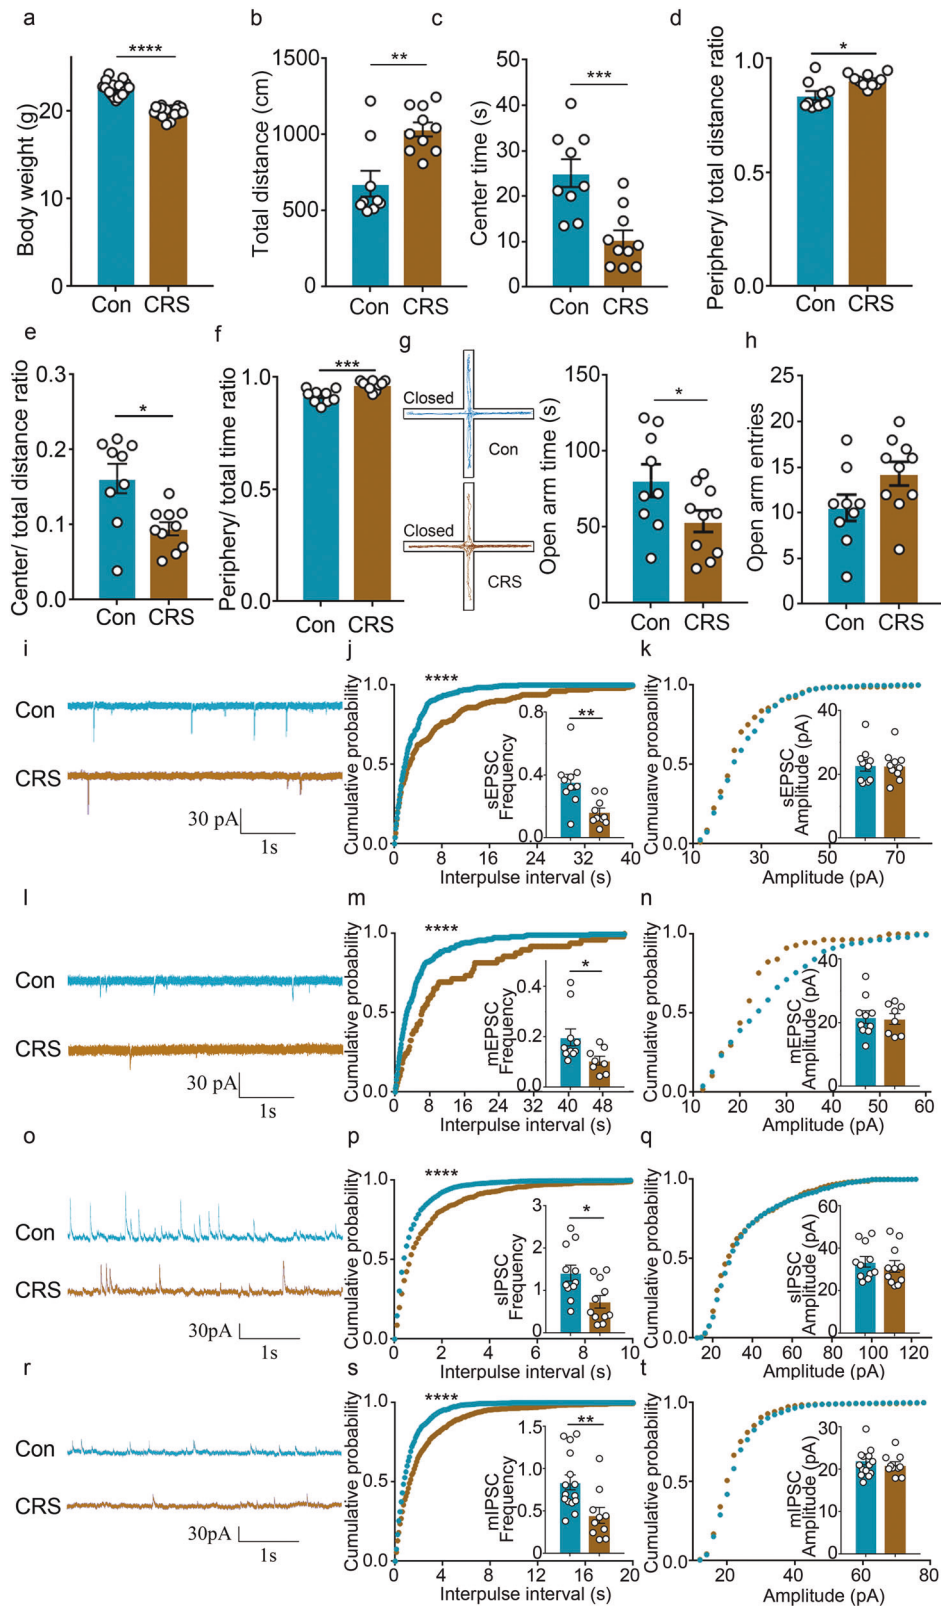 a
b
c
d
Body weight (g)
20
10
0
****
Con CRS
Total distance (cm)
1500
1000
500
0
**
Con CRS
Center time (s)
50
40
30
20
10
0
***
Con CRS
Periphery/ total distance ratio
1.0
0.5
0.0
*
Con CRS
e
f
g
h
Center/ total distance ratio
0.3
0.2
0.1
0.0
*
Con CRS
Periphery/ total time ratio
1.0
0.5
0.0
***
Con CRS
Closed
Con
Closed
CRS
Open arm time (s)
150
100
50
0
*
Con CRS
Open arm entries
25
20
15
10
5
0
Con CRS
i
j
k
Con
CRS
30 pA
1s
Cumulative probability
1.0
0.5
0.0
****
0 8 16 24 32 40
Interpulse interval (s)
sEPSC
Frequency
0.8
0.4
0.0
**
Cumulative probability
1.0
0.5
0.0
10 30 50 70
Amplitude (pA)
sEPSC
Amplitude (pA)
40
20
0
l
m
n
Con
CRS
30 pA
1s
Cumulative probability
1.0
0.5
0.0
****
0 8 16 24 32 40 48
Interpulse interval (s)
mEPSC
Frequency
0.4
0.2
0.0
*
Cumulative probability
1.0
0.5
0.0
10 20 30 40 50 60
Amplitude (pA)
mEPSC
Amplitude (pA)
40
20
0
o
p
q
Con
CRS
30pA
1s
Cumulative probability
1.0
0.5
0.0
****
0 2 4 6 8 10
Interpulse interval (s)
sIPSC
Frequency
3
2
1
0
*
Cumulative probability
1.0
0.5
0.0
20 40 60 80 100 120
Amplitude (pA)
sIPSC
Amplitude (pA)
60
40
20
0
r
s
t
Con
CRS
30pA
1s
Cumulative probability
1.0
0.5
0.0
****
0 4 8 12 16 20
Interpulse interval (s)
mIPSC
Frequency
1.5
1.0
0.5
0
**
Cumulative probability
1.0
0.5
0.0
20 40 60 80
Amplitude (pA)
mIPSC
Amplitude (pA)
30
20
10
0